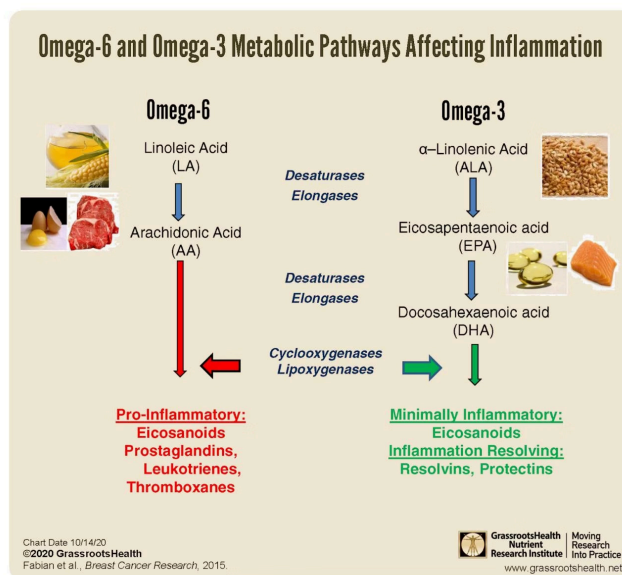 Omega-6 and Omega-3 Metabolic Pathways Affecting Inflammation
Omega-6
Linoleic Acid
(LA)
Arachidonic Acid
(AA)
Omega-3
α–Linolenic Acid
(ALA)
Eicosapentaenoic acid
(EPA)
Docosahexaenoic acid
(DHA)
Desaturases
Elongases
Desaturases
Elongases
Cyclooxygenases
Lipoxygenases
Pro-Inflammatory:
Eicosanoids
Prostaglandins,
Leukotrienes,
Thromboxanes
Minimally Inflammatory:
Eicosanoids
Inflammation Resolving:
Resolvins, Protectins
Chart Date 10/14/20
©2020 GrassrootsHealth
Fabian et al., Breast Cancer Research, 2015.
GrassrootsHealth
Nutrient
Research Institute
Moving
Research
Into Practice
www.grassrootshealth.net